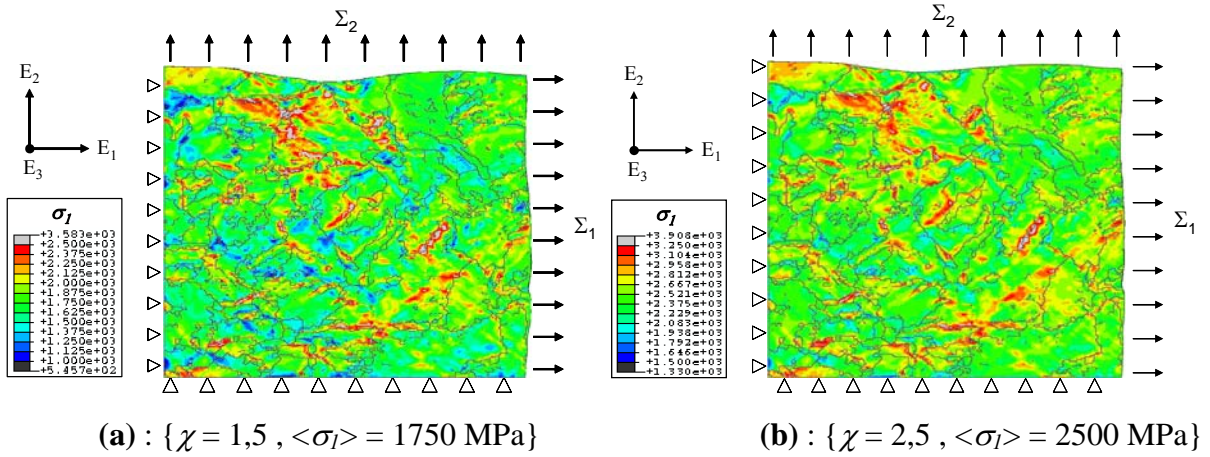 Σ2
Σ2
E2
E1
E3
Σ1
E2
E1
E3
Σ1
σI
+3.583e+03
+2.500e+03
+2.375e+03
+2.250e+03
+2.125e+03
+2.000e+03
+1.875e+03
+1.750e+03
+1.625e+03
+1.500e+03
+1.375e+03
+1.250e+03
+1.125e+03
+1.000e+03
+5.457e+02
σI
+3.908e+03
+3.250e+03
+3.104e+03
+2.958e+03
+2.812e+03
+2.667e+03
+2.521e+03
+2.375e+03
+2.229e+03
+2.083e+03
+1.938e+03
+1.792e+03
+1.646e+03
+1.500e+03
+1.330e+03
(a) : {χ = 1,5 , <σI> = 1750 MPa}
(b) : {χ = 2,5 , <σI> = 2500 MPa}